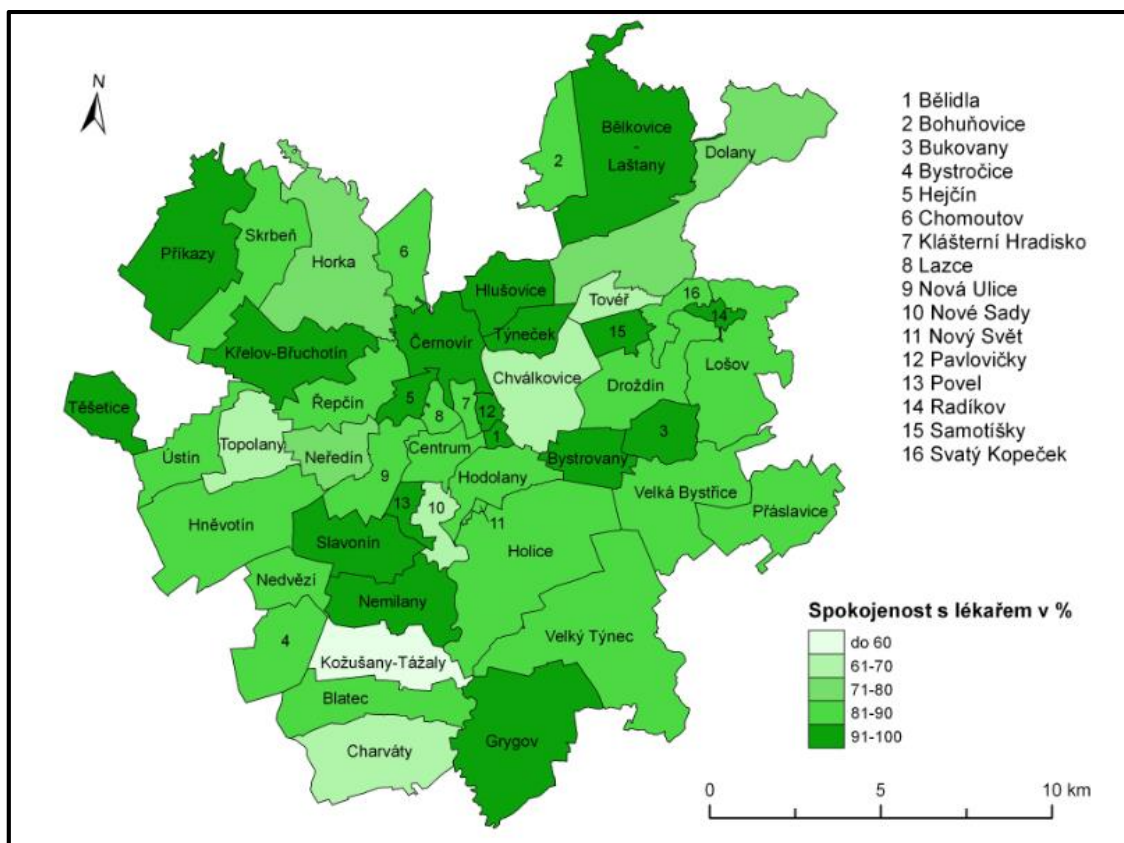 N
Bělkovice
-
Laštany
2
Dolany
Příkazy
Skrbeň
Horka
6
Hlušovice
Týneček
Tovéř
16
14
15
Křelov-Břuchotín
Černovír
Chválkovice
Droždín
Lošov
Těšetice
Řepčín
5
8
7
12
1
3
Ústín
Topolany
Neředín
9
Centrum
Hodolany
Bystrovany
Velká Bystřice
Přáslavice
13
10
11
Hněvotín
Slavonín
Holice
Nedvězí
Nemilany
4
Velký Týnec
Kožušany-Tážaly
Blatec
Charváty
Grygov
1 Bělidla
2 Bohuňovice
3 Bukovany
4 Bystročice
5 Hejčín
6 Chomoutov
7 Klášterní Hradisko
8 Lazce
9 Nová Ulice
10 Nové Sady
11 Nový Svět
12 Pavlovičky
13 Povel
14 Radíkov
15 Samotíšky
16 Svatý Kopeček
Spokojenost s lékařem v %
do 60
61-70
71-80
81-90
91-100
0 5 10 km